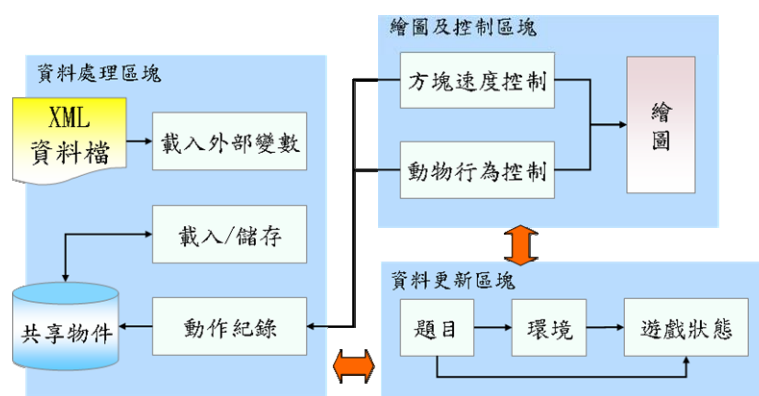 資料處理區塊
XML
資料檔
載入外部變數
載入/儲存
共享物件
動作紀錄
繪圖及控制區塊
方塊速度控制
動物行為控制
繪
圖
資料更新區塊
題目
環境
遊戲狀態